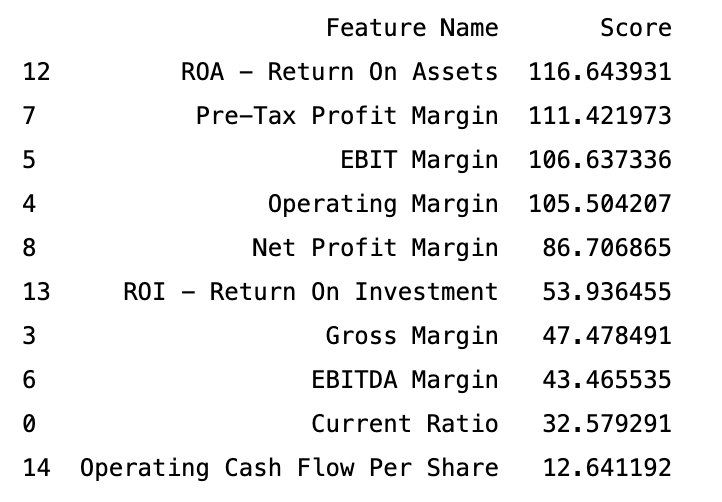 Feature Name Score
12 ROA - Return On Assets 116.643931
7 Pre-Tax Profit Margin 111.421973
5 EBIT Margin 106.637336
4 Operating Margin 105.504207
8 Net Profit Margin 86.706865
13 ROI - Return On Investment 53.936455
3 Gross Margin 47.478491
6 EBITDA Margin 43.465535
0 Current Ratio 32.579291
14 Operating Cash Flow Per Share 12.641192